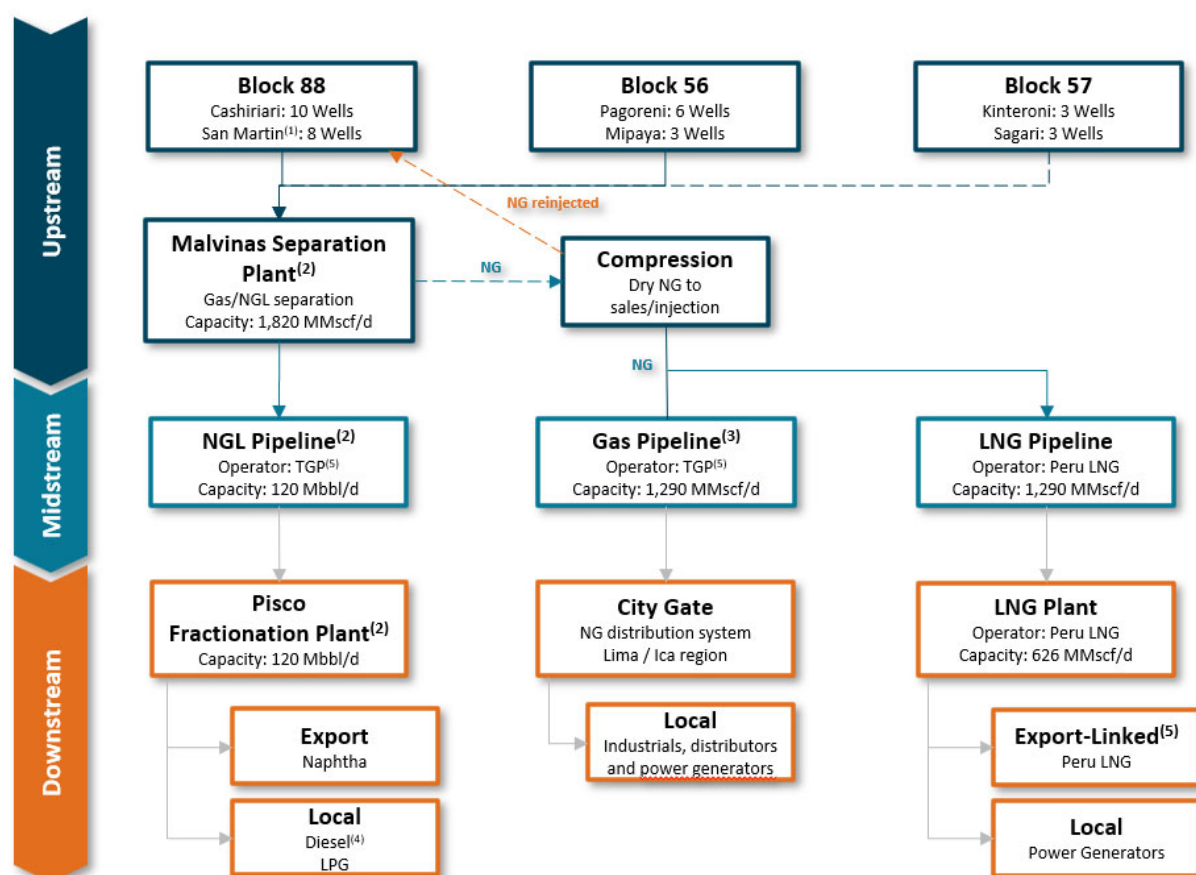 Upstream
Block 88
Cashiriari: 10 Wells
San Martin(1): 8 Wells
Block 56
Pagoreni: 6 Wells
Mipaya: 3 Wells
Block 57
Kinteroni: 3 Wells
Sagari: 3 Wells
NG reinjected
Malvinas Separation
Plant(2)
Gas/NGL separation
Capacity: 1,820 MMscf/d
NG
Compression
Dry NG to
sales/injection
NG
Midstream
NGL Pipeline(2)
Operator: TGP(5)
Capacity: 120 Mbbl/d
Gas Pipeline(3)
Operator: TGP(5)
Capacity: 1,290 MMscf/d
LNG Pipeline
Operator: Peru LNG
Capacity: 1,290 MMscf/d
Downstream
Pisco
Fractionation Plant(2)
Capacity: 120 Mbbl/d
City Gate
NG distribution system
Lima / Ica region
LNG Plant
Operator: Peru LNG
Capacity: 626 MMscf/d
Export
Naphtha
Local
Diesel(4)
LPG
Local
Industrials, distributors
and power generators
Export-Linked(5)
Peru LNG
Local
Power Generators